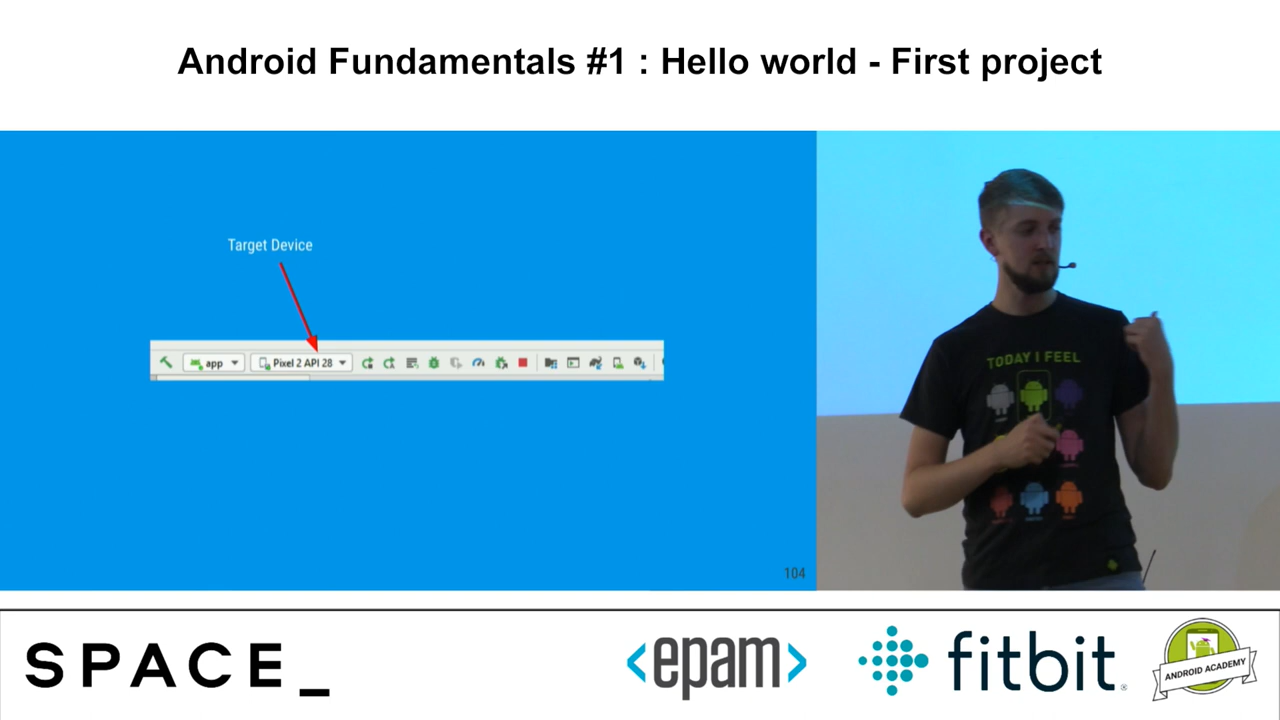 Android Fundamentals #1 : Hello world - First project
Target Device
app
Pixel 2 API 28
104
TODAY I FEEL
SPACE_
<epam>
fitbit
ANDROID ACADEMY